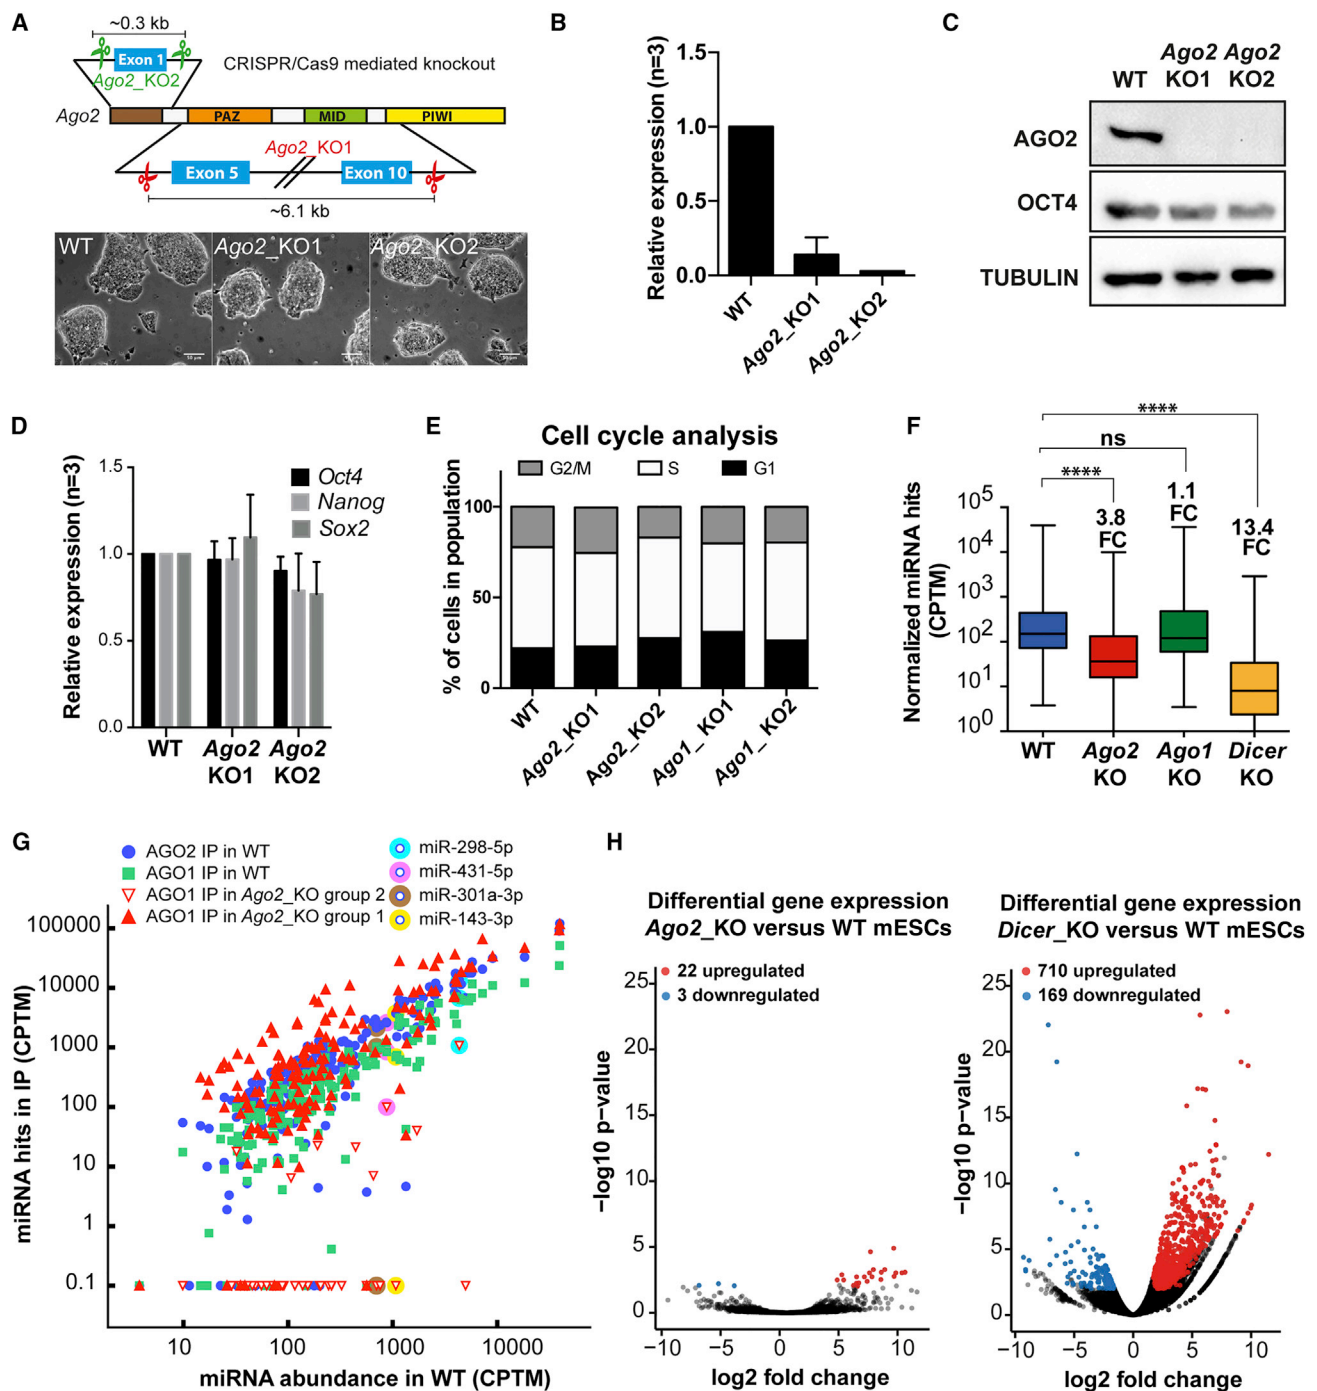 A
~0.3 kb
Exon 1
Ago2_KO2
CRISPR/Cas9 mediated knockout
Ago2
PAZ
MID
PIWI
Ago2_KO1
Exon 5
Exon 10
~6.1 kb
WT
Ago2_KO1
Ago2_KO2
50 µm
B
Relative expression (n=3)
1.5
1.0
0.5
0.0
WT
Ago2_KO1
Ago2_KO2
C
WT
Ago2 KO1
Ago2 KO2
AGO2
OCT4
TUBULIN
D
Relative expression (n=3)
1.5
1.0
0.5
0.0
Oct4
Nanog
Sox2
WT
Ago2 KO1
Ago2 KO2
E
Cell cycle analysis
G2/M
S
G1
% of cells in population
100
50
0
WT
Ago2_KO1
Ago2_KO2
Ago1_KO1
Ago1_KO2
F
****
ns
****
Normalized miRNA hits
(CPTM)
10^5
10^4
10^3
10^2
10^1
10^0
3.8
FC
1.1
FC
13.4
FC
WT
Ago2 KO
Ago1 KO
Dicer KO
G
AGO2 IP in WT
AGO1 IP in WT
AGO1 IP in Ago2_KO group 2
AGO1 IP in Ago2_KO group 1
miR-298-5p
miR-431-5p
miR-301a-3p
miR-143-3p
miRNA hits in IP (CPTM)
100000
10000
1000
100
10
1
0.1
10
100
1000
10000
miRNA abundance in WT (CPTM)
H
Differential gene expression
Ago2_KO versus WT mESCs
22 upregulated
3 downregulated
−log10 p−value
25
20
15
10
5
0
−10
−5
0
5
10
log2 fold change
Differential gene expression
Dicer_KO versus WT mESCs
710 upregulated
169 downregulated
−log10 p−value
25
20
15
10
5
0
−10
−5
0
5
10
log2 fold change